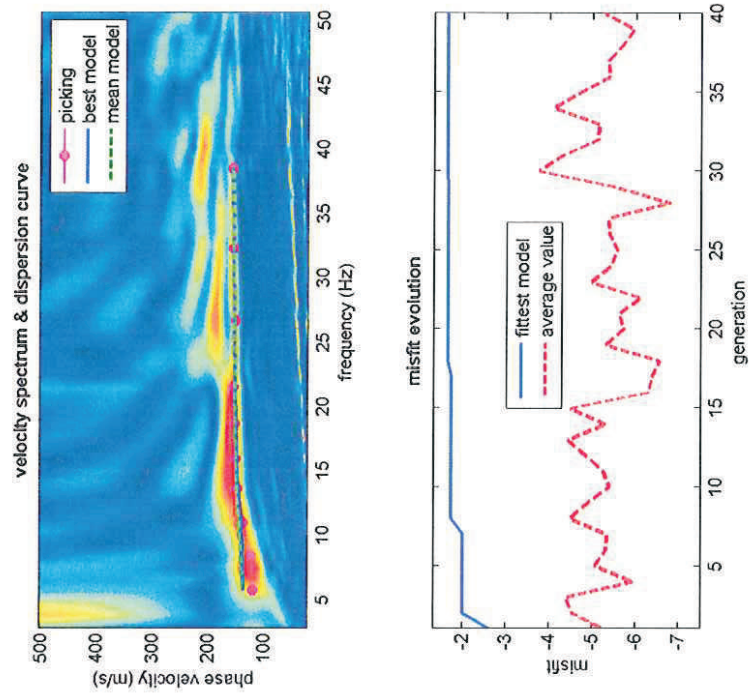 velocity spectrum & dispersion curve
picking
best model
mean model
500
400
300
200
100
phase velocity (m/s)
5 10 15 20 25 30 35 40 45 50
frequency (Hz)
misfit evolution
fittest model
average value
-2
-3
-4
-5
-6
-7
misfit
5 10 15 20 25 30 35 40
generation